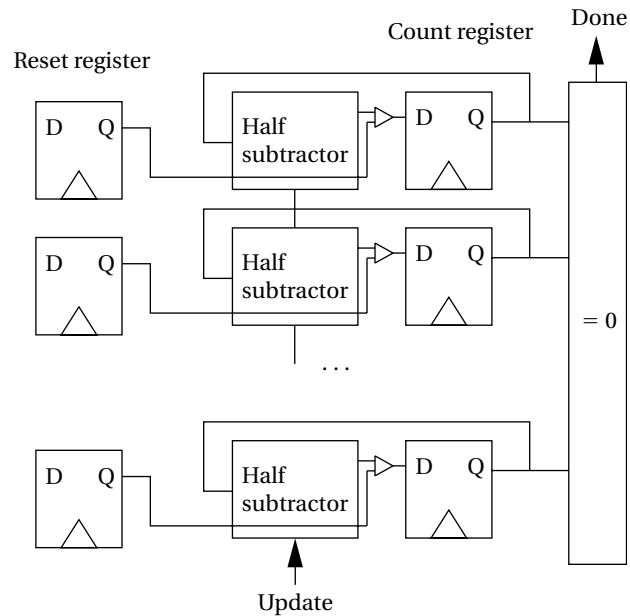 Done
Count register
Reset register
D Q
Half
subtractor
D Q
D Q
Half
subtractor
D Q
= 0
...
D Q
Half
subtractor
D Q
Update